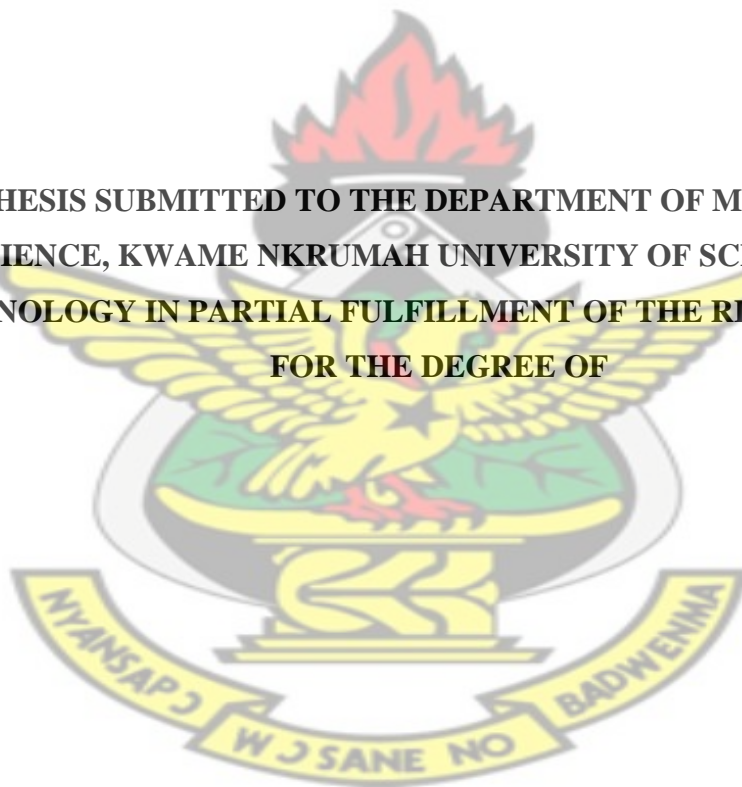 HESIS SUBMITTED TO THE DEPARTMENT OF M
IENCE, KWAME NKRUMAH UNIVERSITY OF SC
NOLOGY IN PARTIAL FULFILLMENT OF THE R
FOR THE DEGREE OF
NYANSAPƆ WƆSANE NO BADWENMA